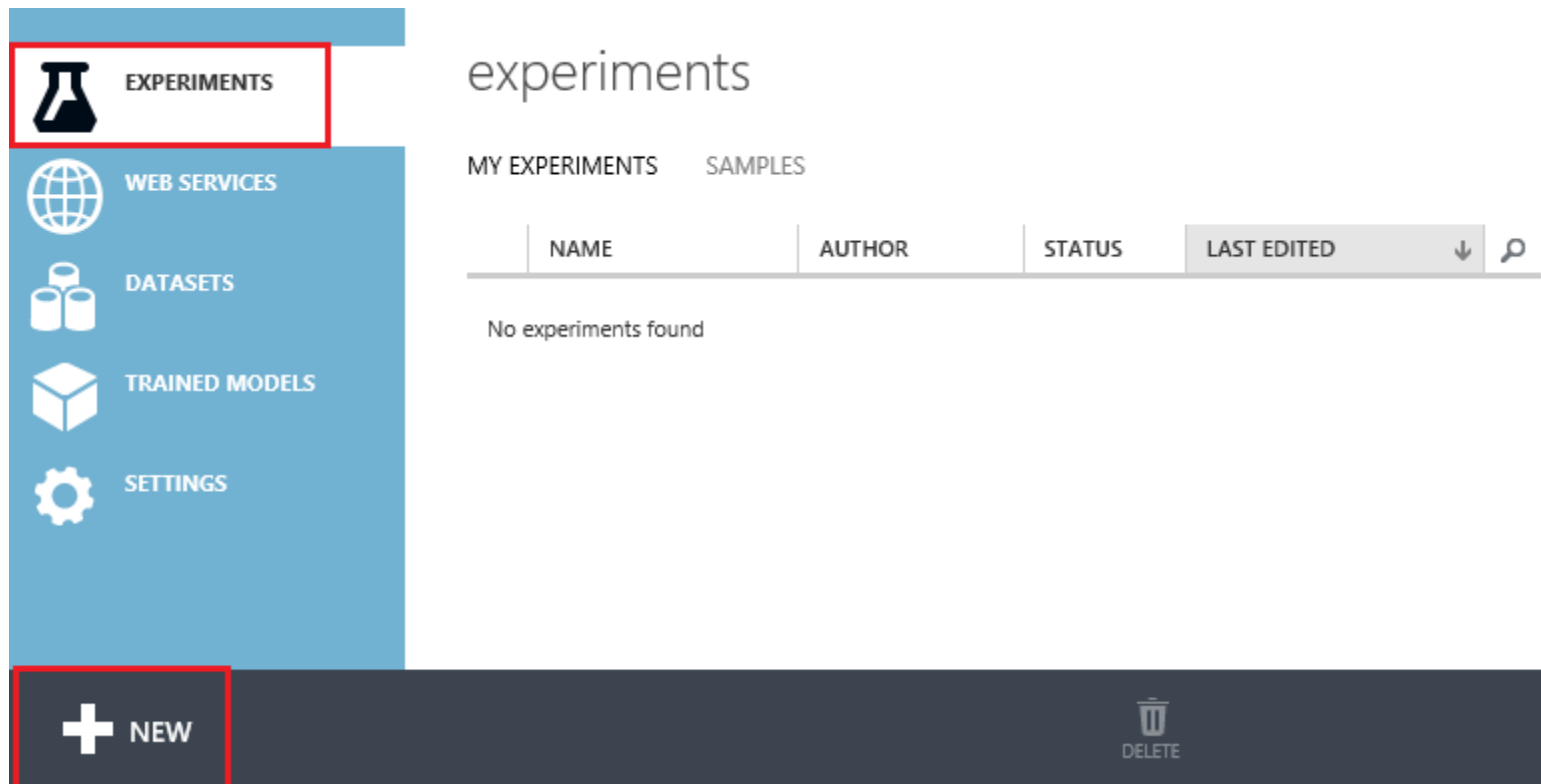 EXPERIMENTS
WEB SERVICES
DATASETS
TRAINED MODELS
SETTINGS
experiments
MY EXPERIMENTS SAMPLES
NAME AUTHOR STATUS LAST EDITED
No experiments found
NEW
DELETE